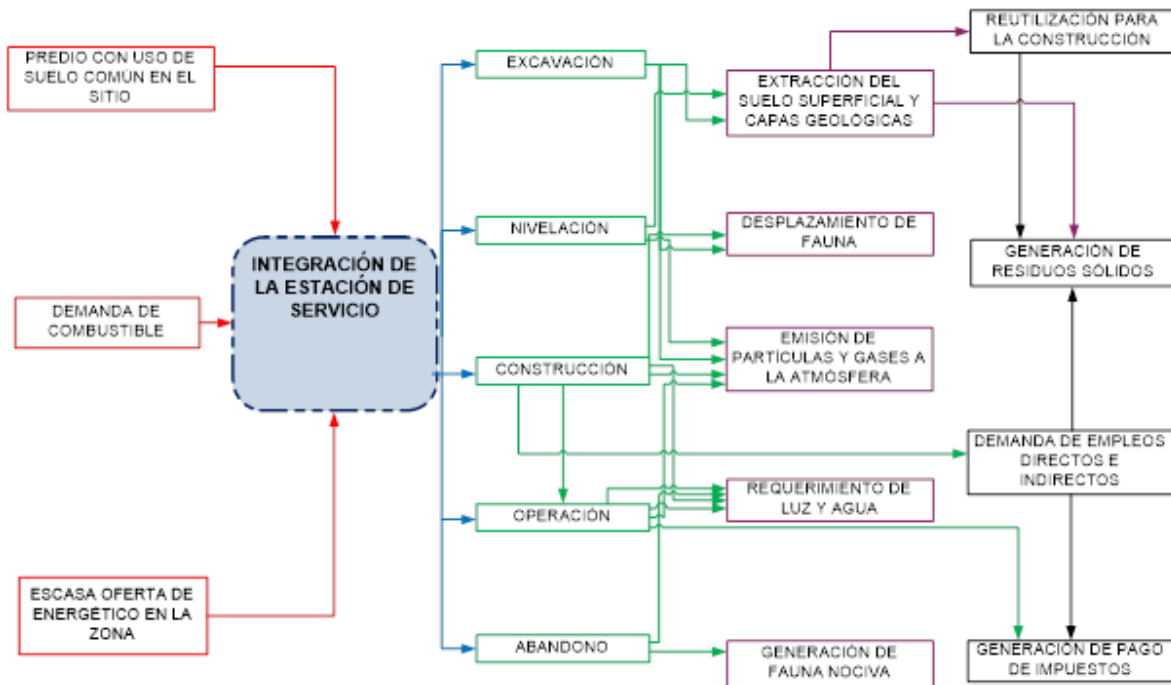 PREDIO CON USO DE
SUELO COMÚN EN EL
SITIO
DEMANDA DE
COMBUSTIBLE
ESCASA OFERTA DE
ENERGÉTICO EN LA
ZONA
INTEGRACIÓN DE
LA ESTACIÓN DE
SERVICIO
EXCAVACIÓN
NIVELACIÓN
CONSTRUCCIÓN
OPERACIÓN
ABANDONO
EXTRACCIÓN DEL
SUELO SUPERFICIAL Y
CAPAS GEOLÓGICAS
DESPLAZAMIENTO DE
FAUNA
EMISIÓN DE
PARTÍCULAS Y GASES A
LA ATMÓSFERA
REQUERIMIENTO DE
LUZ Y AGUA
GENERACIÓN DE
FAUNA NOCIVA
REUTILIZACIÓN PARA
LA CONSTRUCCIÓN
GENERACIÓN DE
RESIDUOS SÓLIDOS
DEMANDA DE EMPLEOS
DIRECTOS E
INDIRECTOS
GENERACIÓN DE PAGO
DE IMPUESTOS